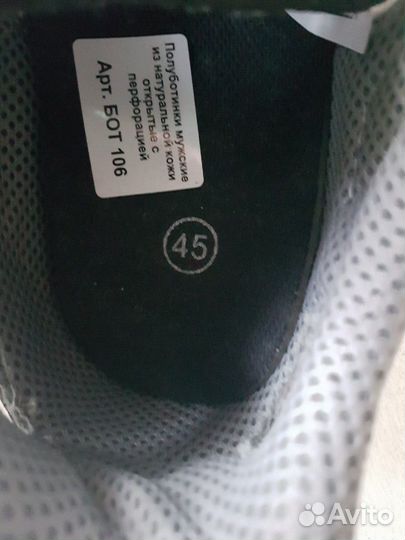 Полуботинки мужские
из натуральной кожи
открытые с
перфорацией
Арт. БОТ 106
45
Avito